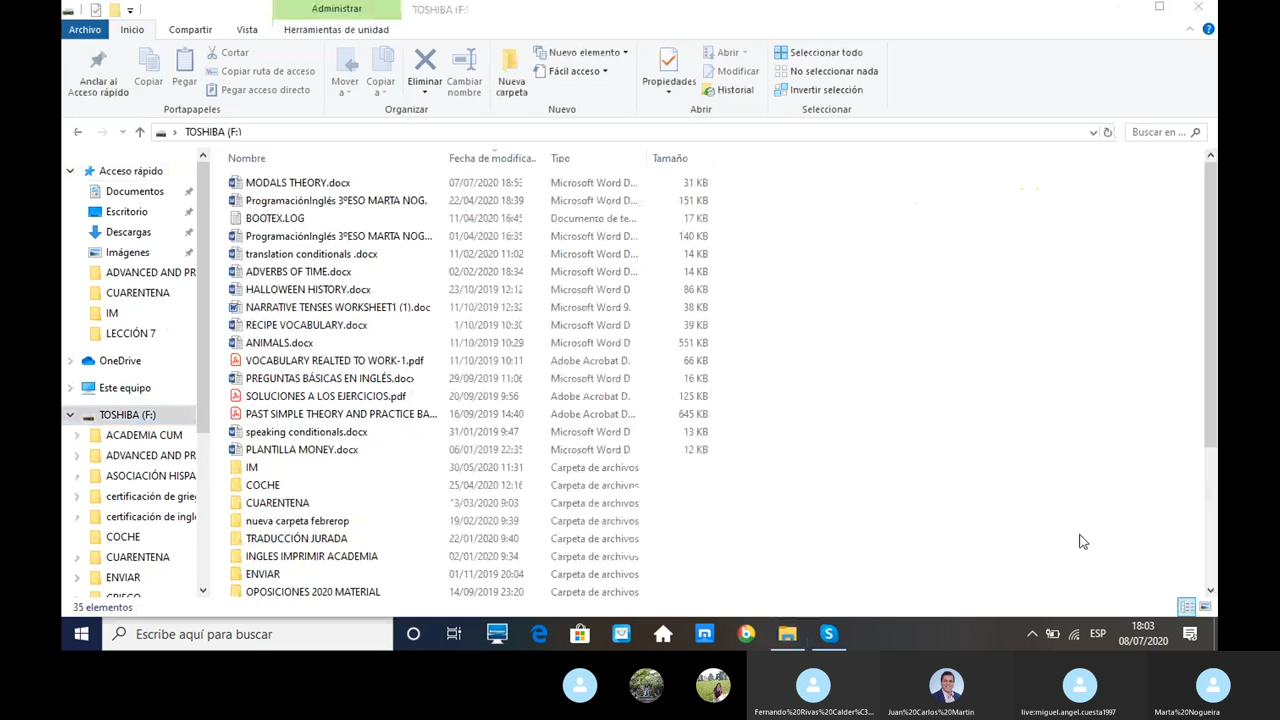 Administrar TOSHIBA (F:)
Archivo Inicio Compartir Vista Herramientas de unidad
Anclar al Acceso rápido
Copiar
Pegar
Cortar
Copiar ruta de acceso
Pegar acceso directo
Portapapeles
Mover a
Copiar a
Eliminar
Cambiar nombre
Organizar
Nueva carpeta
Nuevo elemento
Fácil acceso
Nuevo
Propiedades
Abrir
Modificar
Historial
Abrir
Seleccionar todo
No seleccionar nada
Invertir selección
Seleccionar
TOSHIBA (F:)
Buscar en ...
Acceso rápido
Documentos
Escritorio
Descargas
Imágenes
ADVANCED AND PR
CUARENTENA
IM
LECCIÓN 7
OneDrive
Este equipo
TOSHIBA (F:)
ACADEMIA CUM
ADVANCED AND PR
ASOCIACIÓN HISPA
certificación de grie
certificación de ingle
COCHE
CUARENTENA
ENVIAR
GRIEGO
Nombre Fecha de modifica... Tipo Tamaño
MODALS THEORY.docx 07/07/2020 18:53 Microsoft Word D... 31 KB
ProgramaciónInglés 3ºESO MARTA NOG. 22/04/2020 18:39 Microsoft Word D... 151 KB
BOOTEX.LOG 11/04/2020 16:45 Documento de te... 17 KB
ProgramaciónInglés 3ºESO MARTA NOG... 01/04/2020 16:35 Microsoft Word D... 140 KB
translation conditionals .docx 11/02/2020 11:02 Microsoft Word D... 14 KB
ADVERBS OF TIME.docx 02/02/2020 18:34 Microsoft Word D... 14 KB
HALLOWEEN HISTORY.docx 23/10/2019 12:12 Microsoft Word D... 86 KB
NARRATIVE TENSES WORKSHEET1 (1).doc 11/10/2019 12:32 Microsoft Word 9. 38 KB
RECIPE VOCABULARY.docx 1/10/2019 10:30 Microsoft Word D... 39 KB
ANIMALS.docx 11/10/2019 10:29 Microsoft Word D 551 KB
VOCABULARY REALTED TO WORK-1.pdf 11/10/2019 10:11 Adobe Acrobat D. 66 KB
PREGUNTAS BÁSICAS EN INGLÉS.docx 29/09/2019 11:06 Microsoft Word D 16 KB
SOLUCIONES A LOS EJERCICIOS.pdf 20/09/2019 9:56 Adobe Acrobat D. 125 KB
PAST SIMPLE THEORY AND PRACTICE BA... 16/09/2019 14:40 Adobe Acrobat D... 645 KB
speaking conditionals.docx 31/01/2019 9:47 Microsoft Word D 13 KB
PLANTILLA MONEY.docx 06/01/2019 22:35 Microsoft Word D 12 KB
IM 30/05/2020 11:31 Carpeta de archivos
COCHE 25/04/2020 12:16 Carpeta de archivos
CUARENTENA 13/03/2020 9:03 Carpeta de archivos
nueva carpeta febrerop 19/02/2020 9:39 Carpeta de archivos
TRADUCCIÓN JURADA 22/01/2020 9:40 Carpeta de archivos
INGLES IMPRIMIR ACADEMIA 02/01/2020 9:34 Carpeta de archivos
ENVIAR 01/11/2019 20:04 Carpeta de archivos
OPOSICIONES 2020 MATERIAL 14/09/2019 23:20 Carpeta de archivos
35 elementos
Escribe aquí para buscar
ESP
18:03
08/07/2020
Fernando%20Rivas%20Calder%C3...
Juan%20Carlos%20Martin
live:miguel.angel.cuesta1997
Marta%20Nogueira